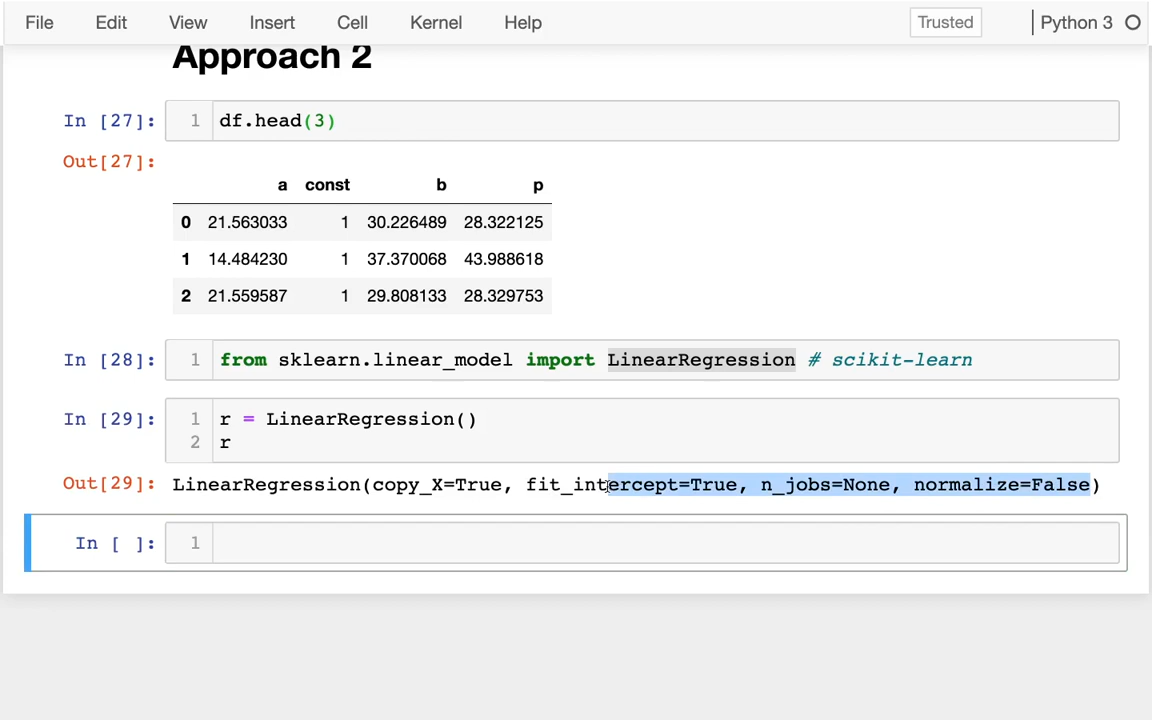 File Edit View Insert Cell Kernel Help Trusted Python 3
Approach 2
In [27]: 1 df.head(3)
Out[27]:
a const b p
0 21.563033 1 30.226489 28.322125
1 14.484230 1 37.370068 43.988618
2 21.559587 1 29.808133 28.329753
In [28]: 1 from sklearn.linear_model import LinearRegression # scikit-learn
In [29]: 1 r = LinearRegression()
2 r
Out[29]: LinearRegression(copy_X=True, fit_intercept=True, n_jobs=None, normalize=False)
In [ ]: 1